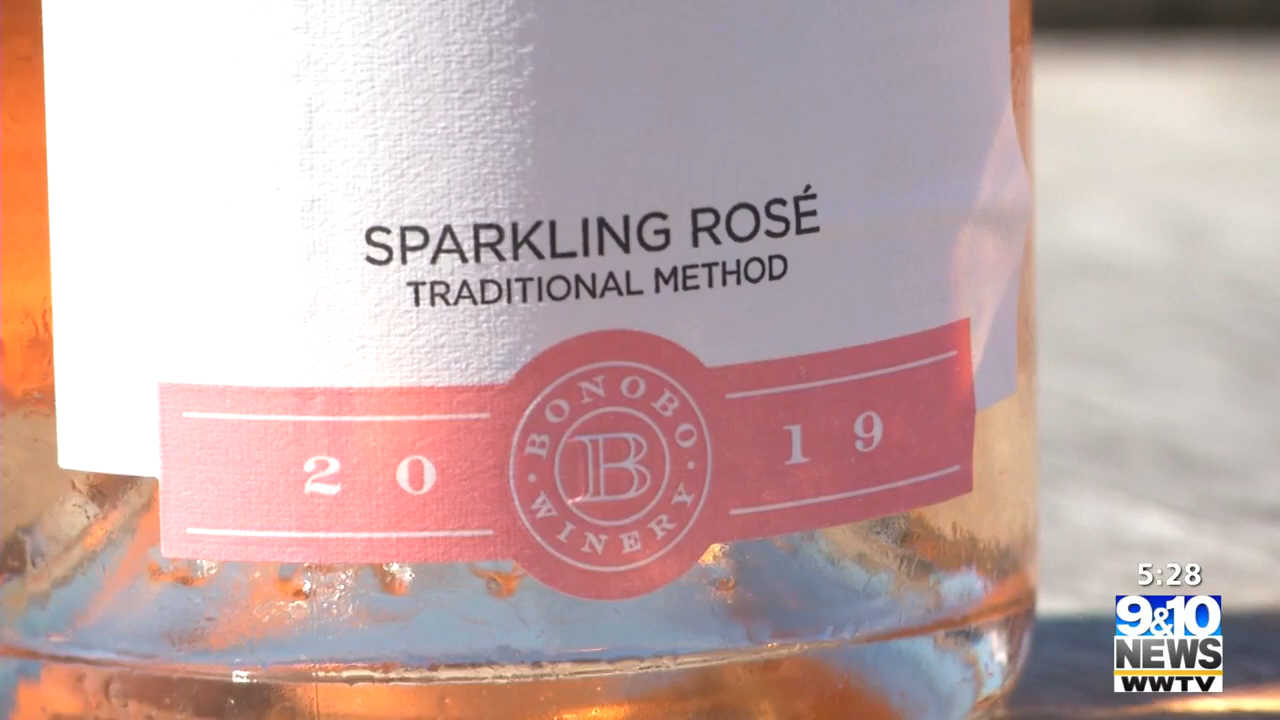 SPARKLING ROSÉ
TRADITIONAL METHOD
20 19
BONOBO
B
WINERY
5:28
9&10
NEWS
WWTV